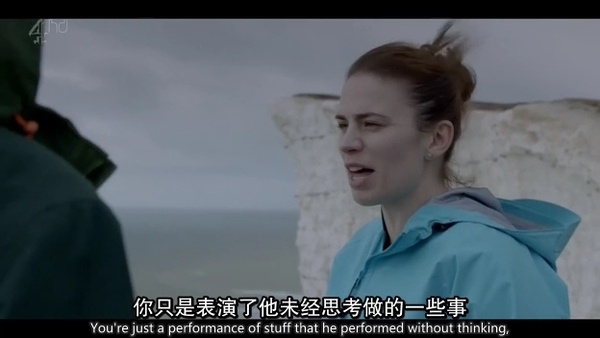 4hd
你只是表演了他未经思考做的一些事
You're just a performance of stuff that he performed without thinking,